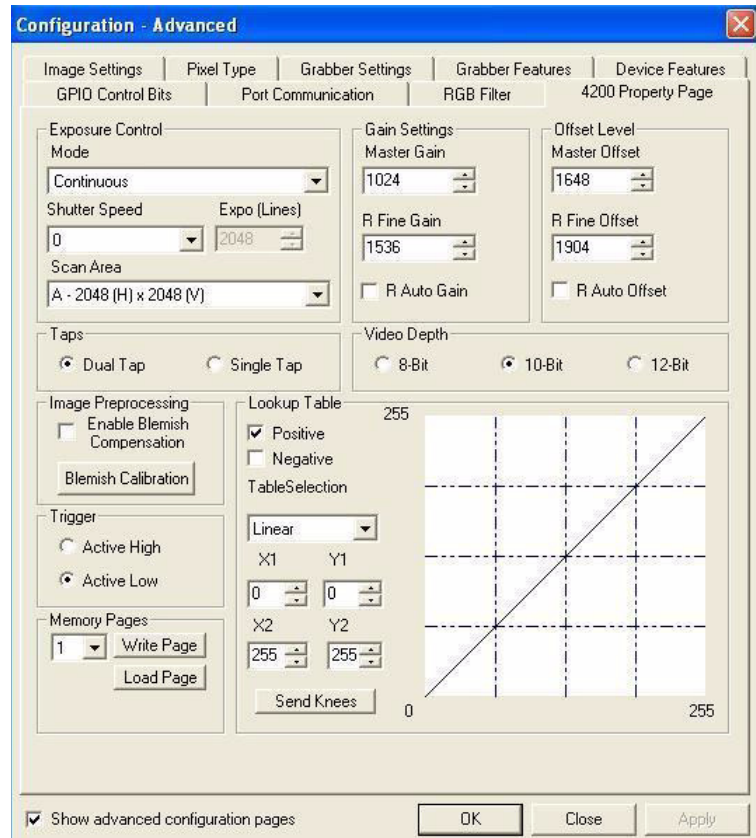 Configuration - Advanced
Image Settings
Pixel Type
Grabber Settings
Grabber Features
Device Features
GPIO Control Bits
Port Communication
RGB Filter
4200 Property Page
Exposure Control
Mode
Continuous
Shutter Speed
Expo (Lines)
0
2048
Scan Area
A - 2048 (H) x 2048 (V)
Gain Settings
Master Gain
1024
R Fine Gain
1536
R Auto Gain
Offset Level
Master Offset
1648
R Fine Offset
1904
R Auto Offset
Taps
Dual Tap
Single Tap
Video Depth
8-Bit
10-Bit
12-Bit
Image Preprocessing
Enable Blemish
Compensation
Blemish Calibration
Trigger
Active High
Active Low
Memory Pages
1
Write Page
Load Page
Lookup Table
Positive
Negative
TableSelection
Linear
X1
Y1
0
0
X2
Y2
255
255
Send Knees
255
0
255
Show advanced configuration pages
OK
Close
Apply